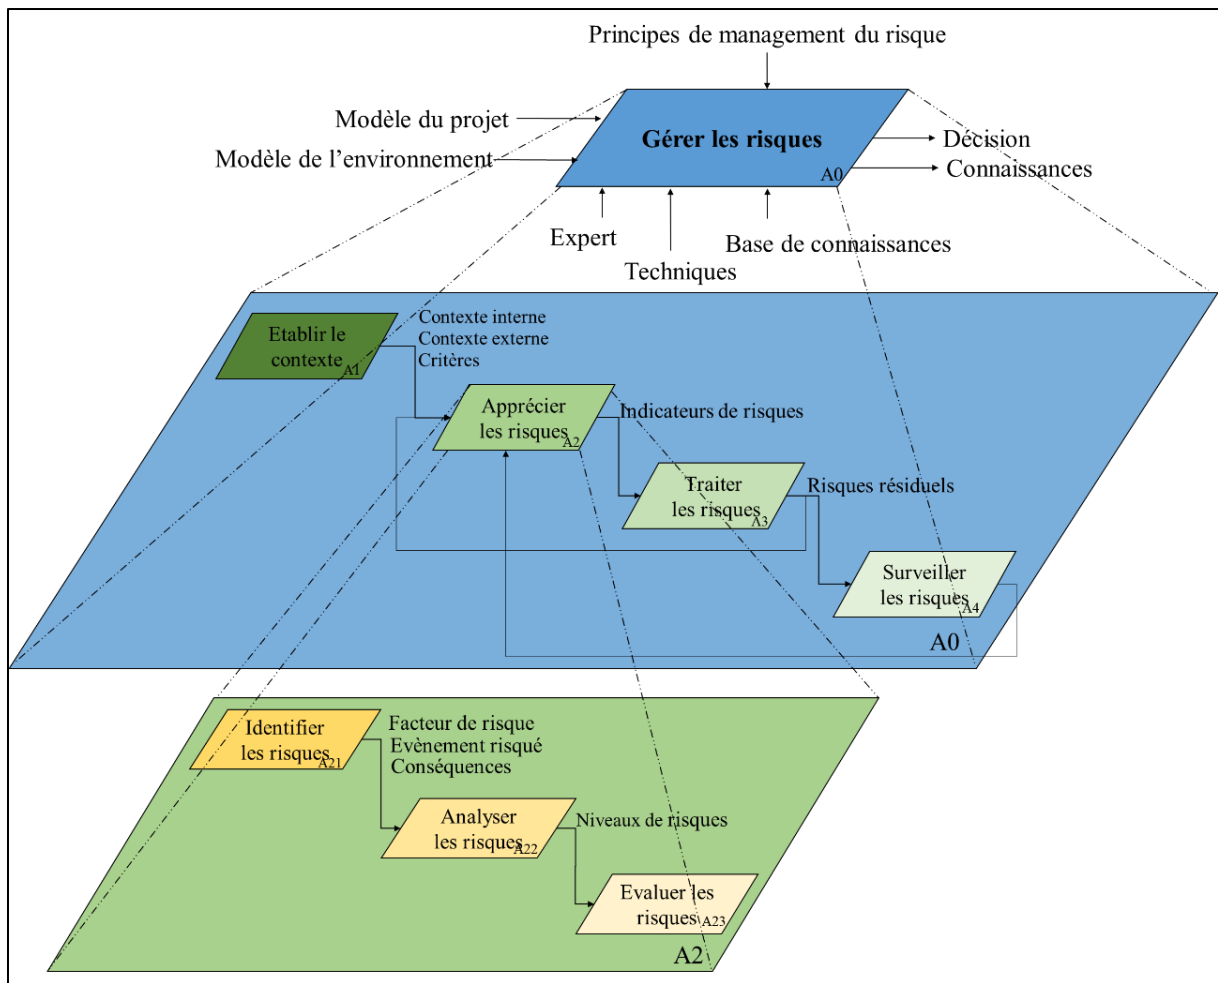 Principes de management du risque
Modèle du projet
Modèle de l'environnement
Gérer les risques
A0
Décision
Connaissances
Expert
Techniques
Base de connaissances
Etablir le
contexte
A1
Contexte interne
Contexte externe
Critères
Apprécier
les risques
A2
Indicateurs de risques
Traiter
les risques
A3
Risques résiduels
Surveiller
les risques
A4
A0
Identifier
les risques
A21
Facteur de risque
Evènement risqué
Conséquences
Analyser
les risques
A22
Niveaux de risques
Evaluer les
risques
A23
A2